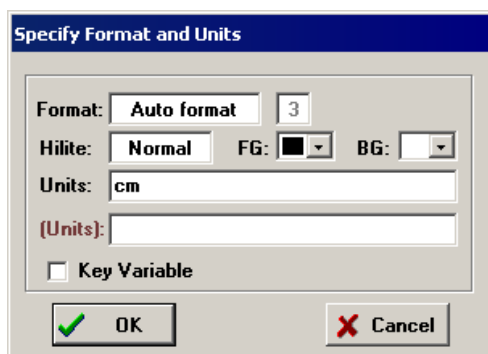 Specify Format and Units
Format: Auto format 3
Hilite: Normal FG: BG:
Units: cm
(Units):
Key Variable
OK Cancel